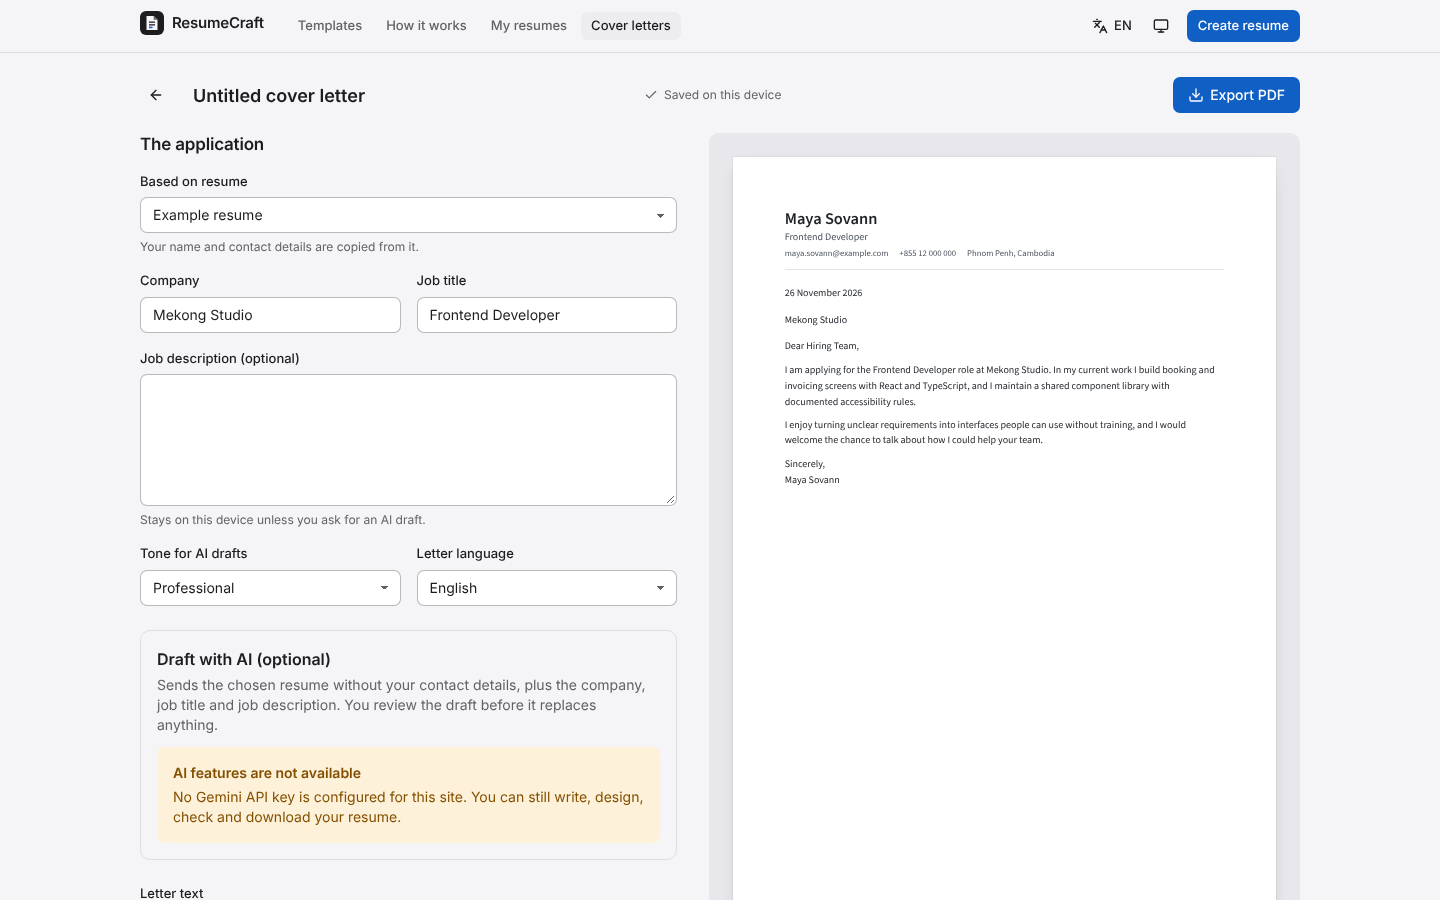 ResumeCraft
Templates
How it works
My resumes
Cover letters
EN
Create resume
Untitled cover letter
Saved on this device
Export PDF
The application
Based on resume
Example resume
Your name and contact details are copied from it.
Company
Job title
Mekong Studio
Frontend Developer
Job description (optional)
Stays on this device unless you ask for an AI draft.
Tone for AI drafts
Letter language
Professional
English
Draft with AI (optional)
Sends the chosen resume without your contact details, plus the company,
job title and job description. You review the draft before it replaces
anything.
AI features are not available
No Gemini API key is configured for this site. You can still write, design,
check and download your resume.
Letter text
Maya Sovann
Frontend Developer
maya.sovann@example.com +855 12 000 000 Phnom Penh, Cambodia
26 November 2026
Mekong Studio
Dear Hiring Team,
I am applying for the Frontend Developer role at Mekong Studio. In my current work I build booking and
invoicing screens with React and TypeScript, and I maintain a shared component library with
documented accessibility rules.
I enjoy turning unclear requirements into interfaces people can use without training, and I would
welcome the chance to talk about how I could help your team.
Sincerely,
Maya Sovann